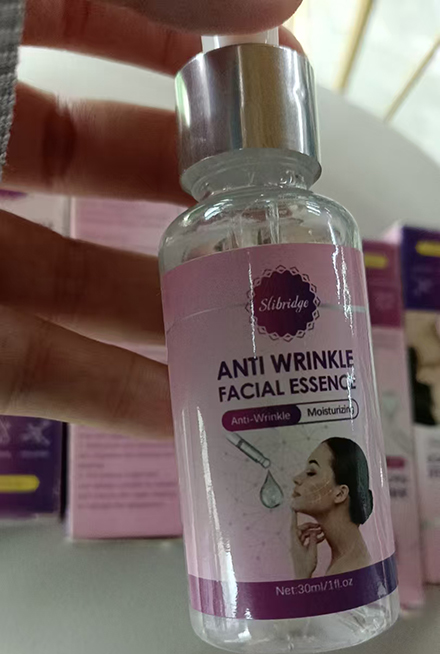 Slibridge
ANTI WRINKLE
FACIAL ESSENCE
Anti-Wrinkle Moisturizing
Net:30ml/1fl.oz